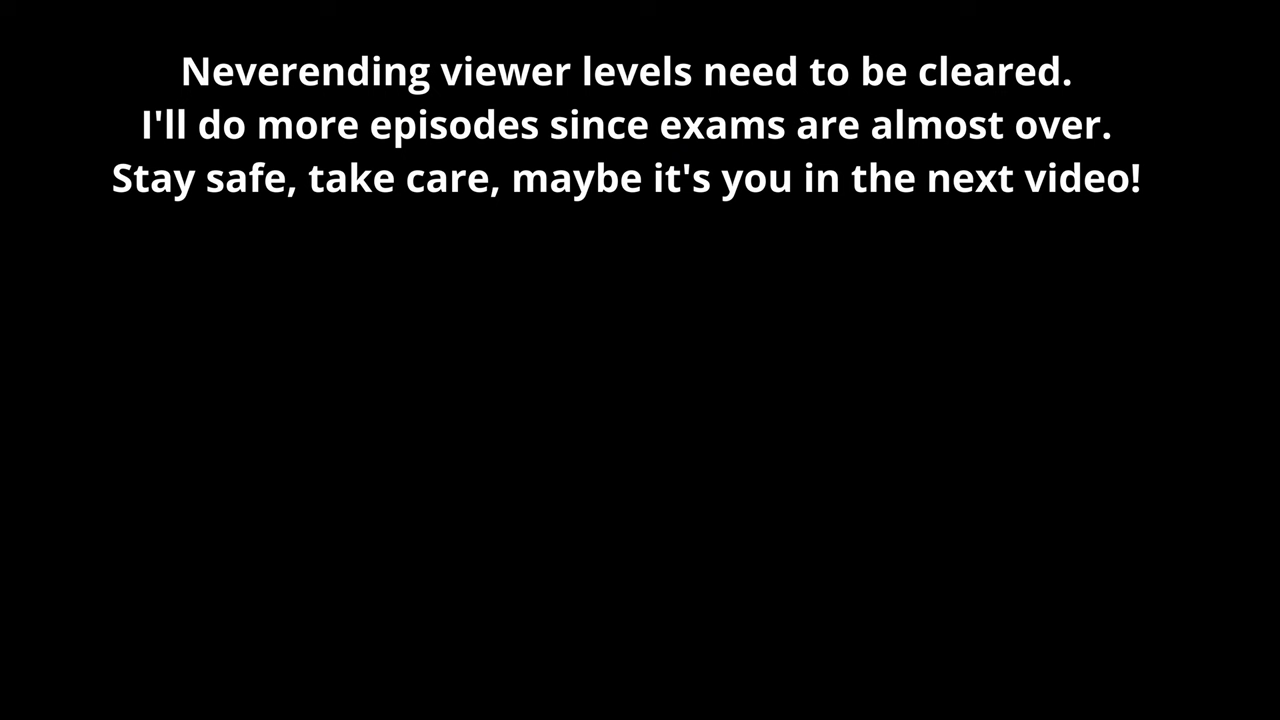 Neverending viewer levels need to be cleared.
I'll do more episodes since exams are almost over.
Stay safe, take care, maybe it's you in the next video!